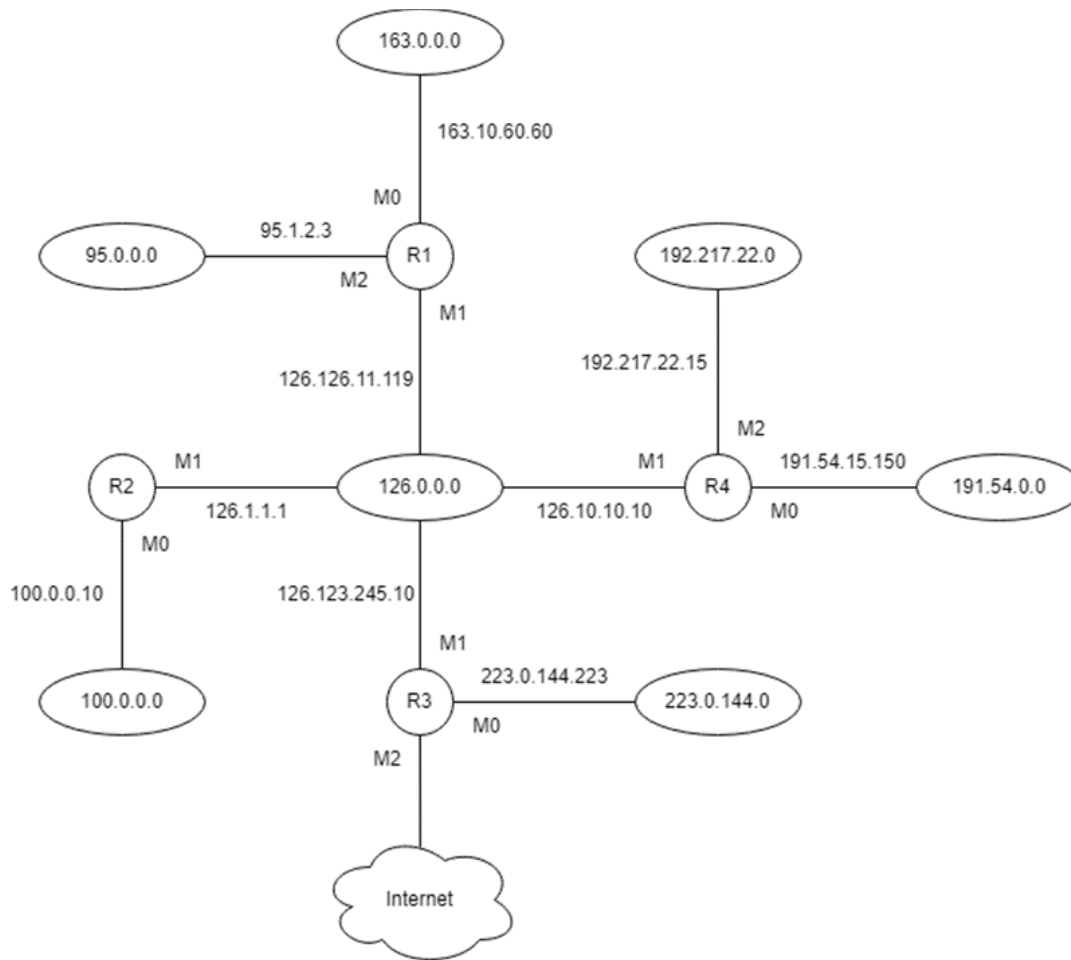 163.0.0.0
163.10.60.60
M0
95.1.2.3
95.0.0.0
R1
192.217.22.0
M2
M1
192.217.22.15
126.126.11.119
M2
M1
M1
191.54.15.150
R2
126.0.0.0
R4
191.54.0.0
126.1.1.1
126.10.10.10
M0
M0
100.0.0.10
126.123.245.10
M1
223.0.144.223
100.0.0.0
R3
223.0.144.0
M0
M2
Internet